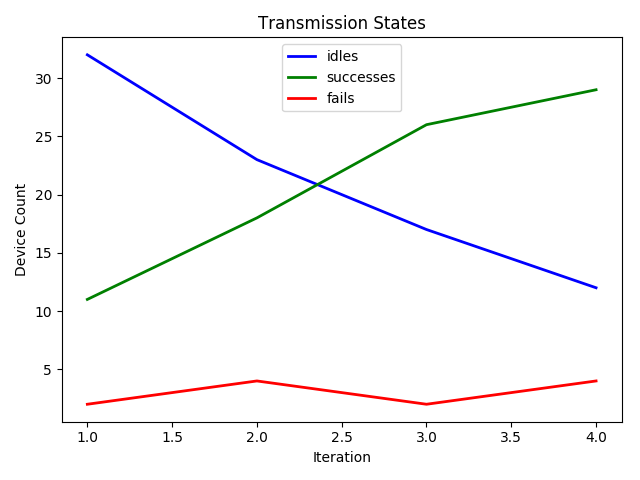 Transmission States
idles
successes
fails
30
25
20
15
10
5
Device Count
1.0 1.5 2.0 2.5 3.0 3.5 4.0
Iteration